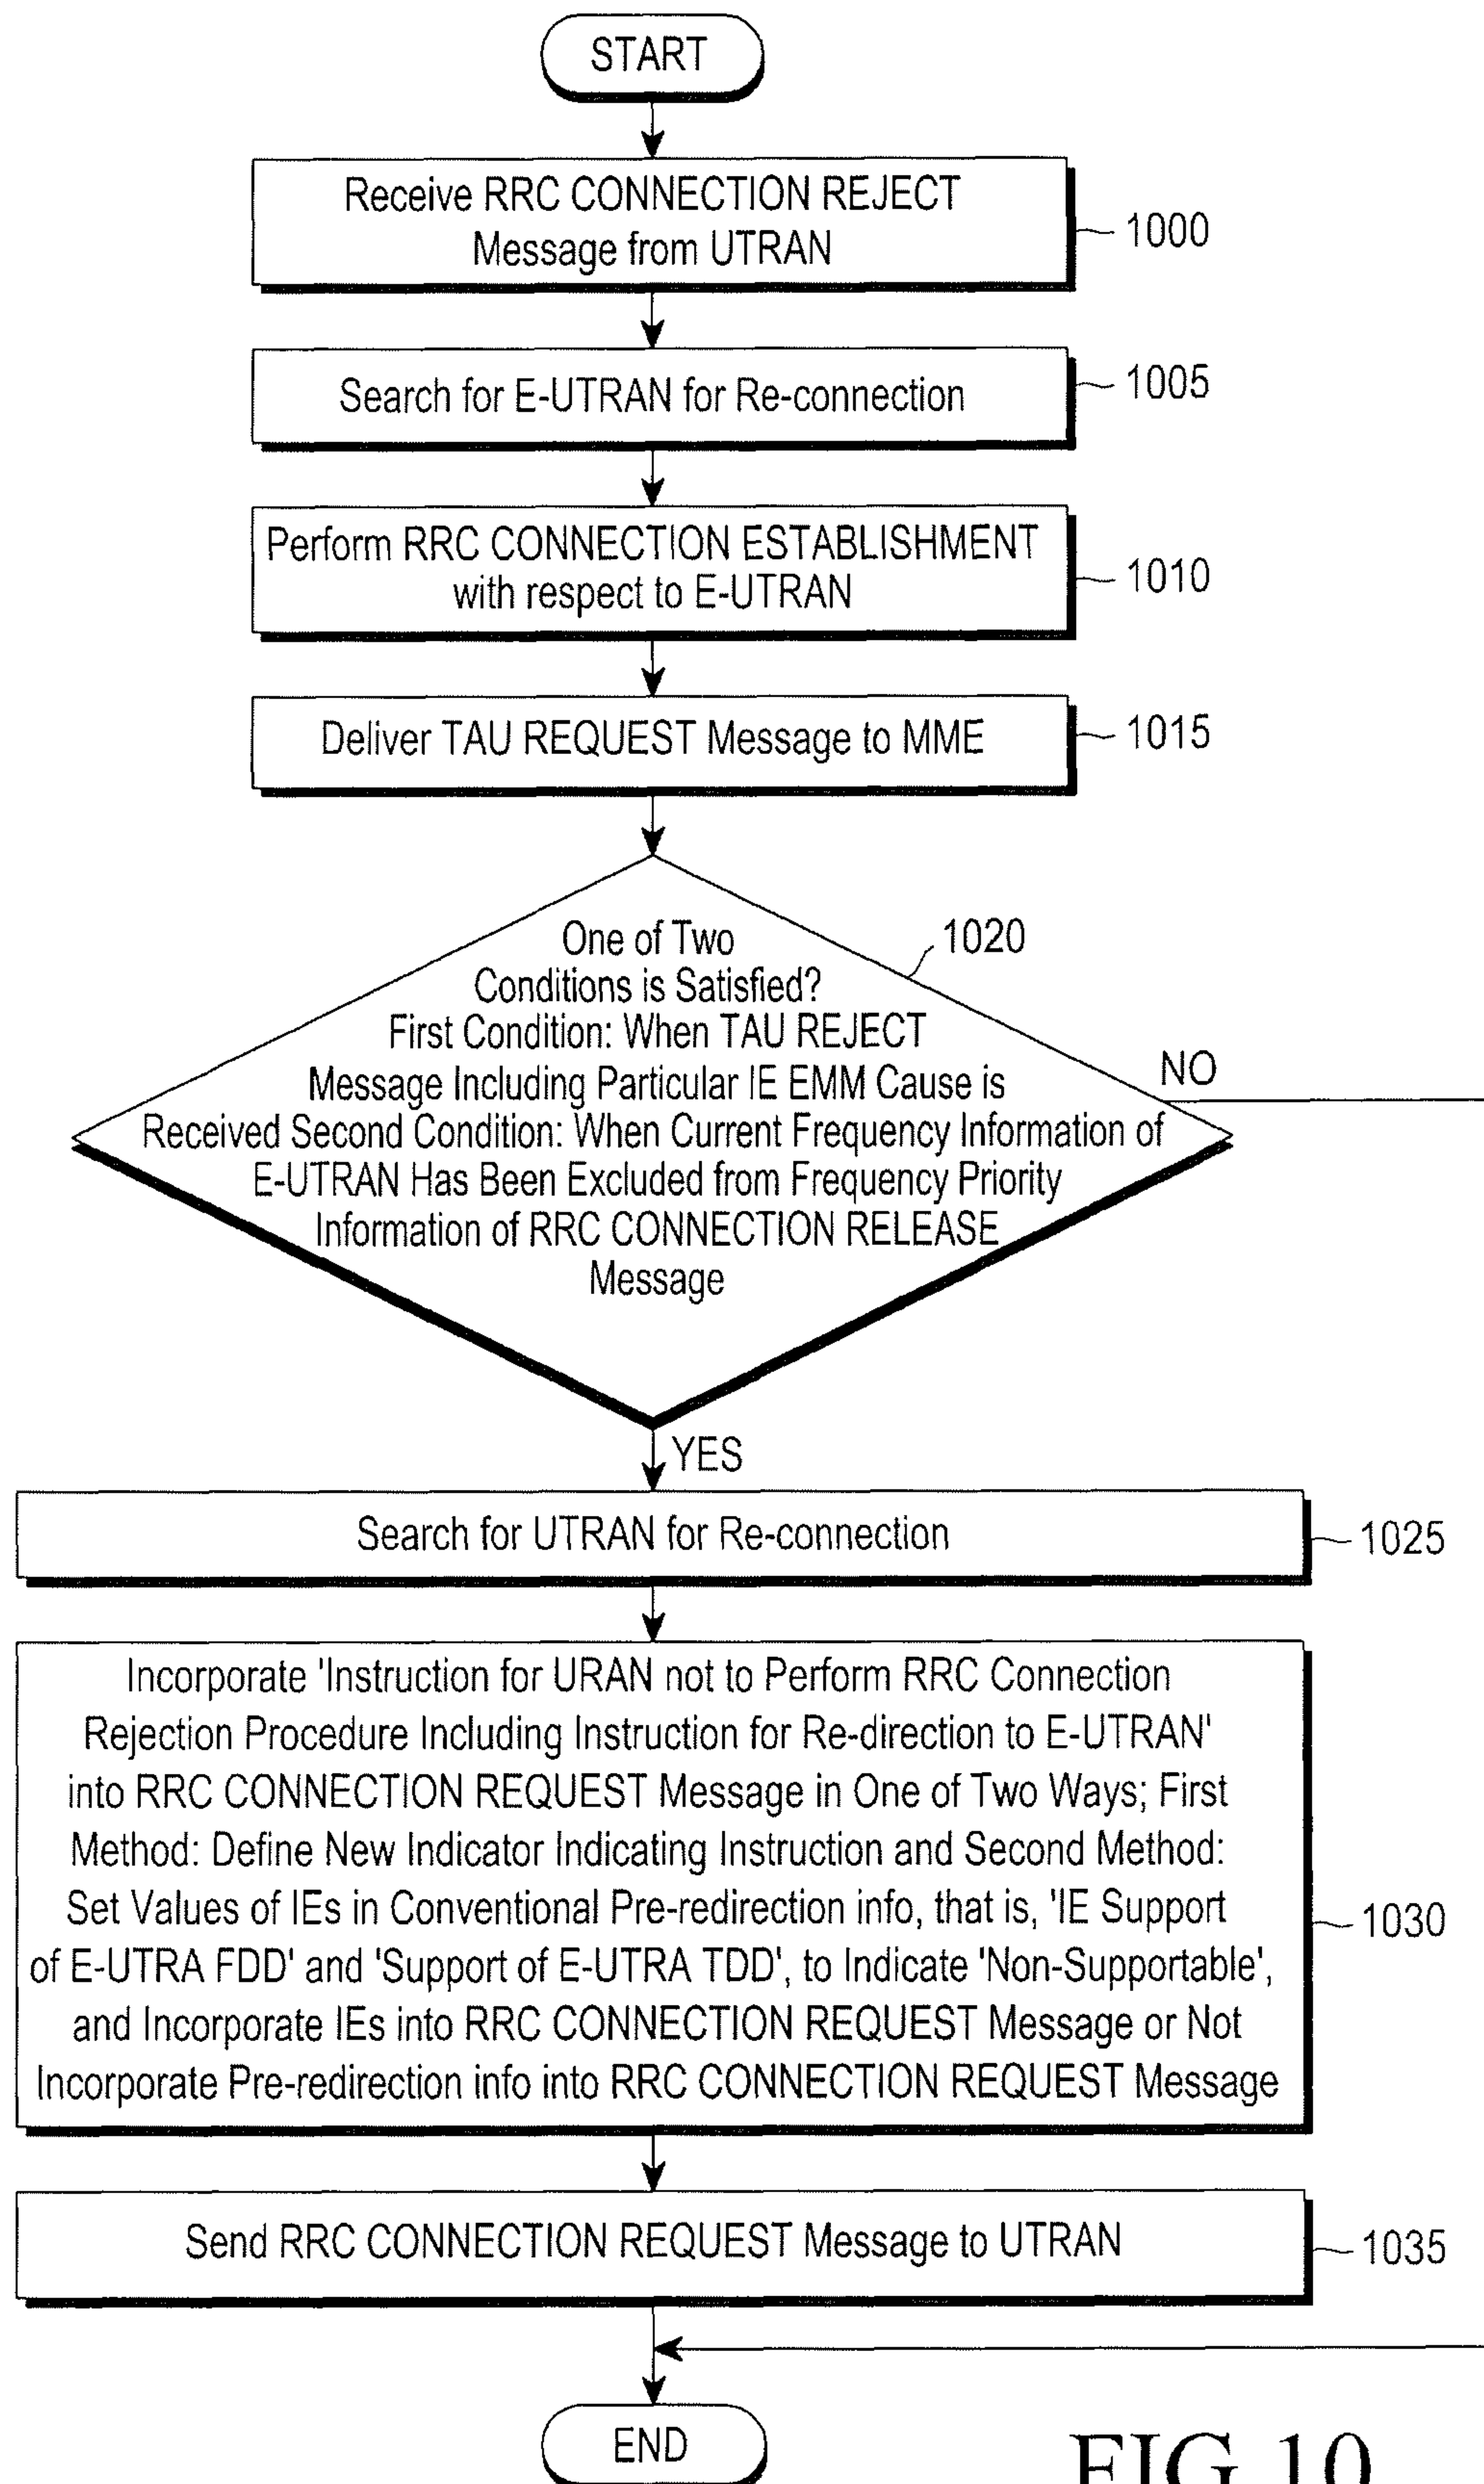 START
Receive RRC CONNECTION REJECT
Message from UTRAN
1000
Search for E-UTRAN for Re-connection
1005
Perform RRC CONNECTION ESTABLISHMENT
with respect to E-UTRAN
1010
Deliver TAU REQUEST Message to MME
1015
One of Two
Conditions is Satisfied?
First Condition: When TAU REJECT
Message Including Particular IE EMM Cause is
Received Second Condition: When Current Frequency Information of
E-UTRAN Has Been Excluded from Frequency Priority
Information of RRC CONNECTION RELEASE
Message
1020
NO
YES
Search for UTRAN for Re-connection
1025
Incorporate 'Instruction for URAN not to Perform RRC Connection
Rejection Procedure Including Instruction for Re-direction to E-UTRAN'
into RRC CONNECTION REQUEST Message in One of Two Ways; First
Method: Define New Indicator Indicating Instruction and Second Method:
Set Values of IEs in Conventional Pre-redirection info, that is, 'IE Support
of E-UTRA FDD' and 'Support of E-UTRA TDD', to Indicate 'Non-Supportable',
and Incorporate IEs into RRC CONNECTION REQUEST Message or Not
Incorporate Pre-redirection info into RRC CONNECTION REQUEST Message
1030
Send RRC CONNECTION REQUEST Message to UTRAN
1035
END
FIG.10